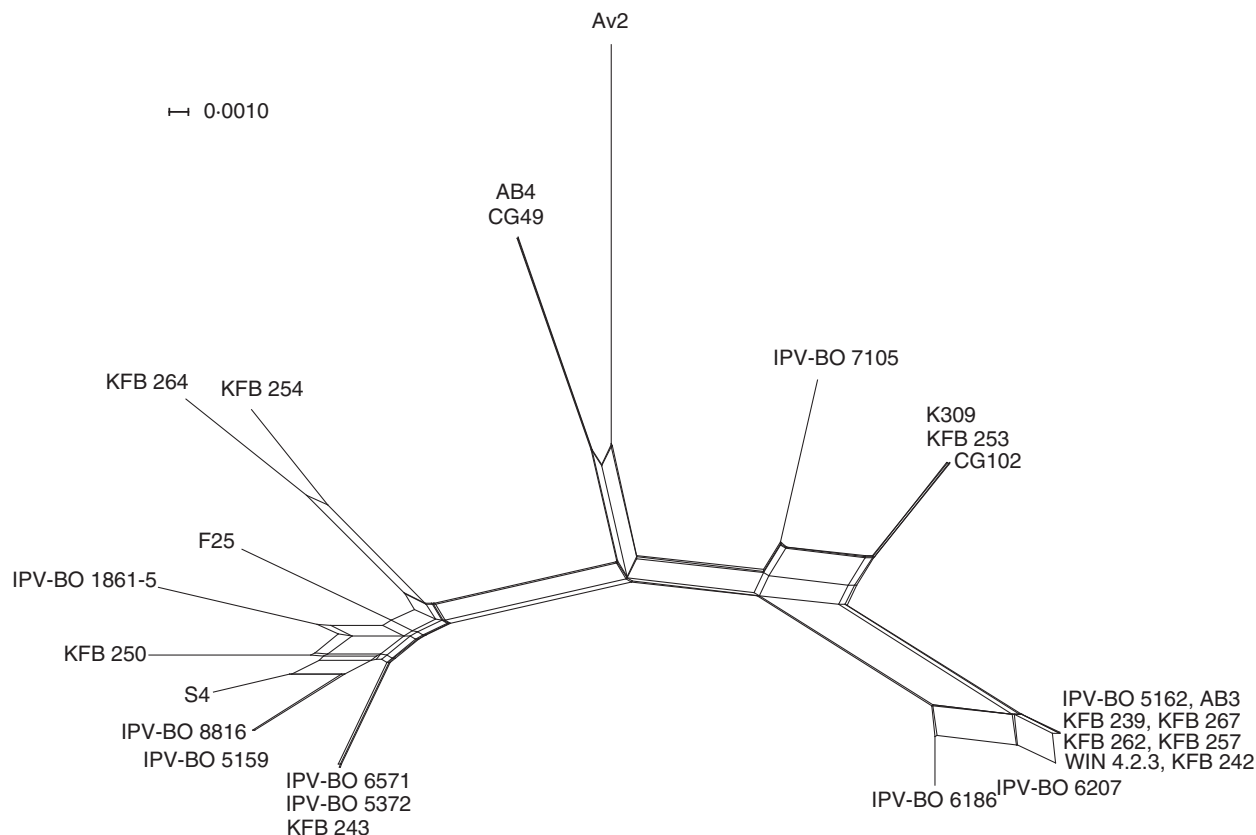 Av2
0·0010
AB4
CG49
IPV-BO 7105
KFB 264
KFB 254
K309
KFB 253
CG102
F25
IPV-BO 1861-5
KFB 250
S4
IPV-BO 8816
IPV-BO 5159
IPV-BO 6571
IPV-BO 5372
KFB 243
IPV-BO 5162, AB3
KFB 239, KFB 267
KFB 262, KFB 257
WIN 4.2.3, KFB 242
IPV-BO 6207
IPV-BO 6186